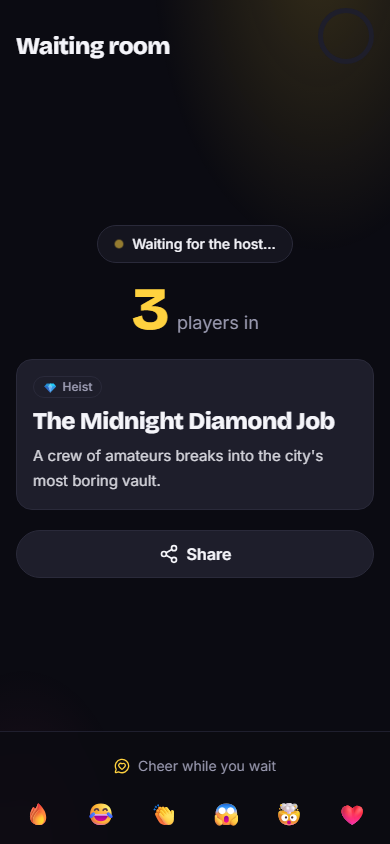 Waiting room
Waiting for the host...
3 players in
Heist
The Midnight Diamond Job
A crew of amateurs breaks into the city's
most boring vault.
Share
Cheer while you wait